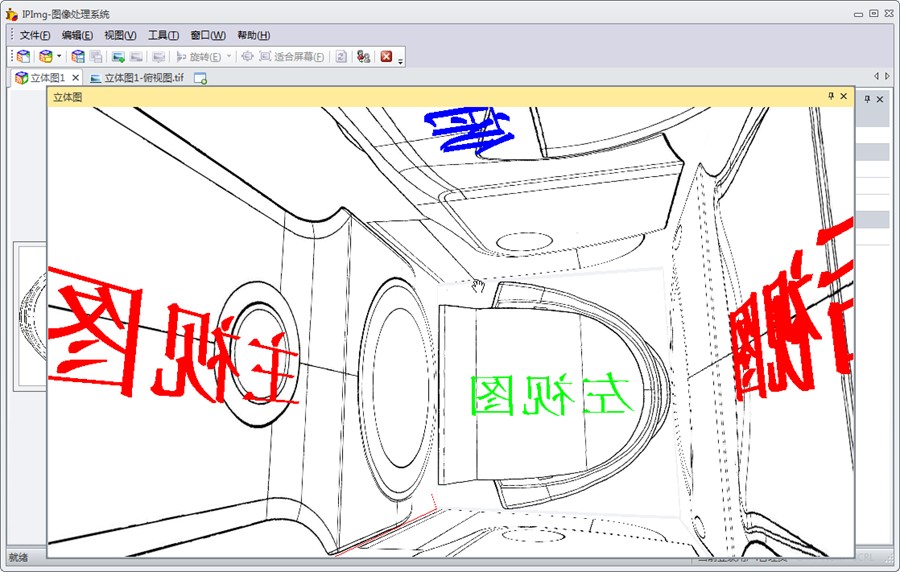 IPImg-图像处理系统
文件(F) 编辑(E) 视图(V) 工具(T) 窗口(W) 帮助(H)
旋转(E) 适合屏幕(F)
立体图1 立体图1-俯视图.tif
立体图
主视图
左视图
主视图
就绪